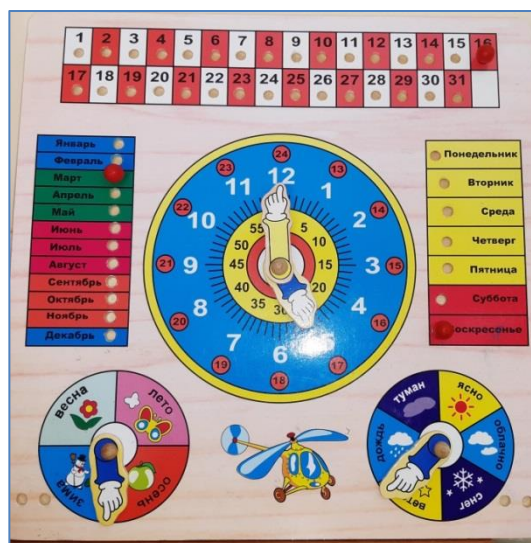 1 2 3 4 5 6 7 8 9 10 11 12 13 14 15 16
17 18 19 20 21 22 23 24 25 26 27 28 29 30 31
Январь
Февраль
Март
Апрель
Май
Июнь
Июль
Август
Сентябрь
Октябрь
Ноябрь
Декабрь
24 13 14 15 16 17 18 19 20 21 22 23
12 1 2 3 4 6 7 8 9 10 11
55 5 10 15 20 35 40 45 50
Понедельник
Вторник
Среда
Четверг
Пятница
Суббота
оскресенье
весна
лето
осень
зима
туман
ясно
облачно
снег
дождь